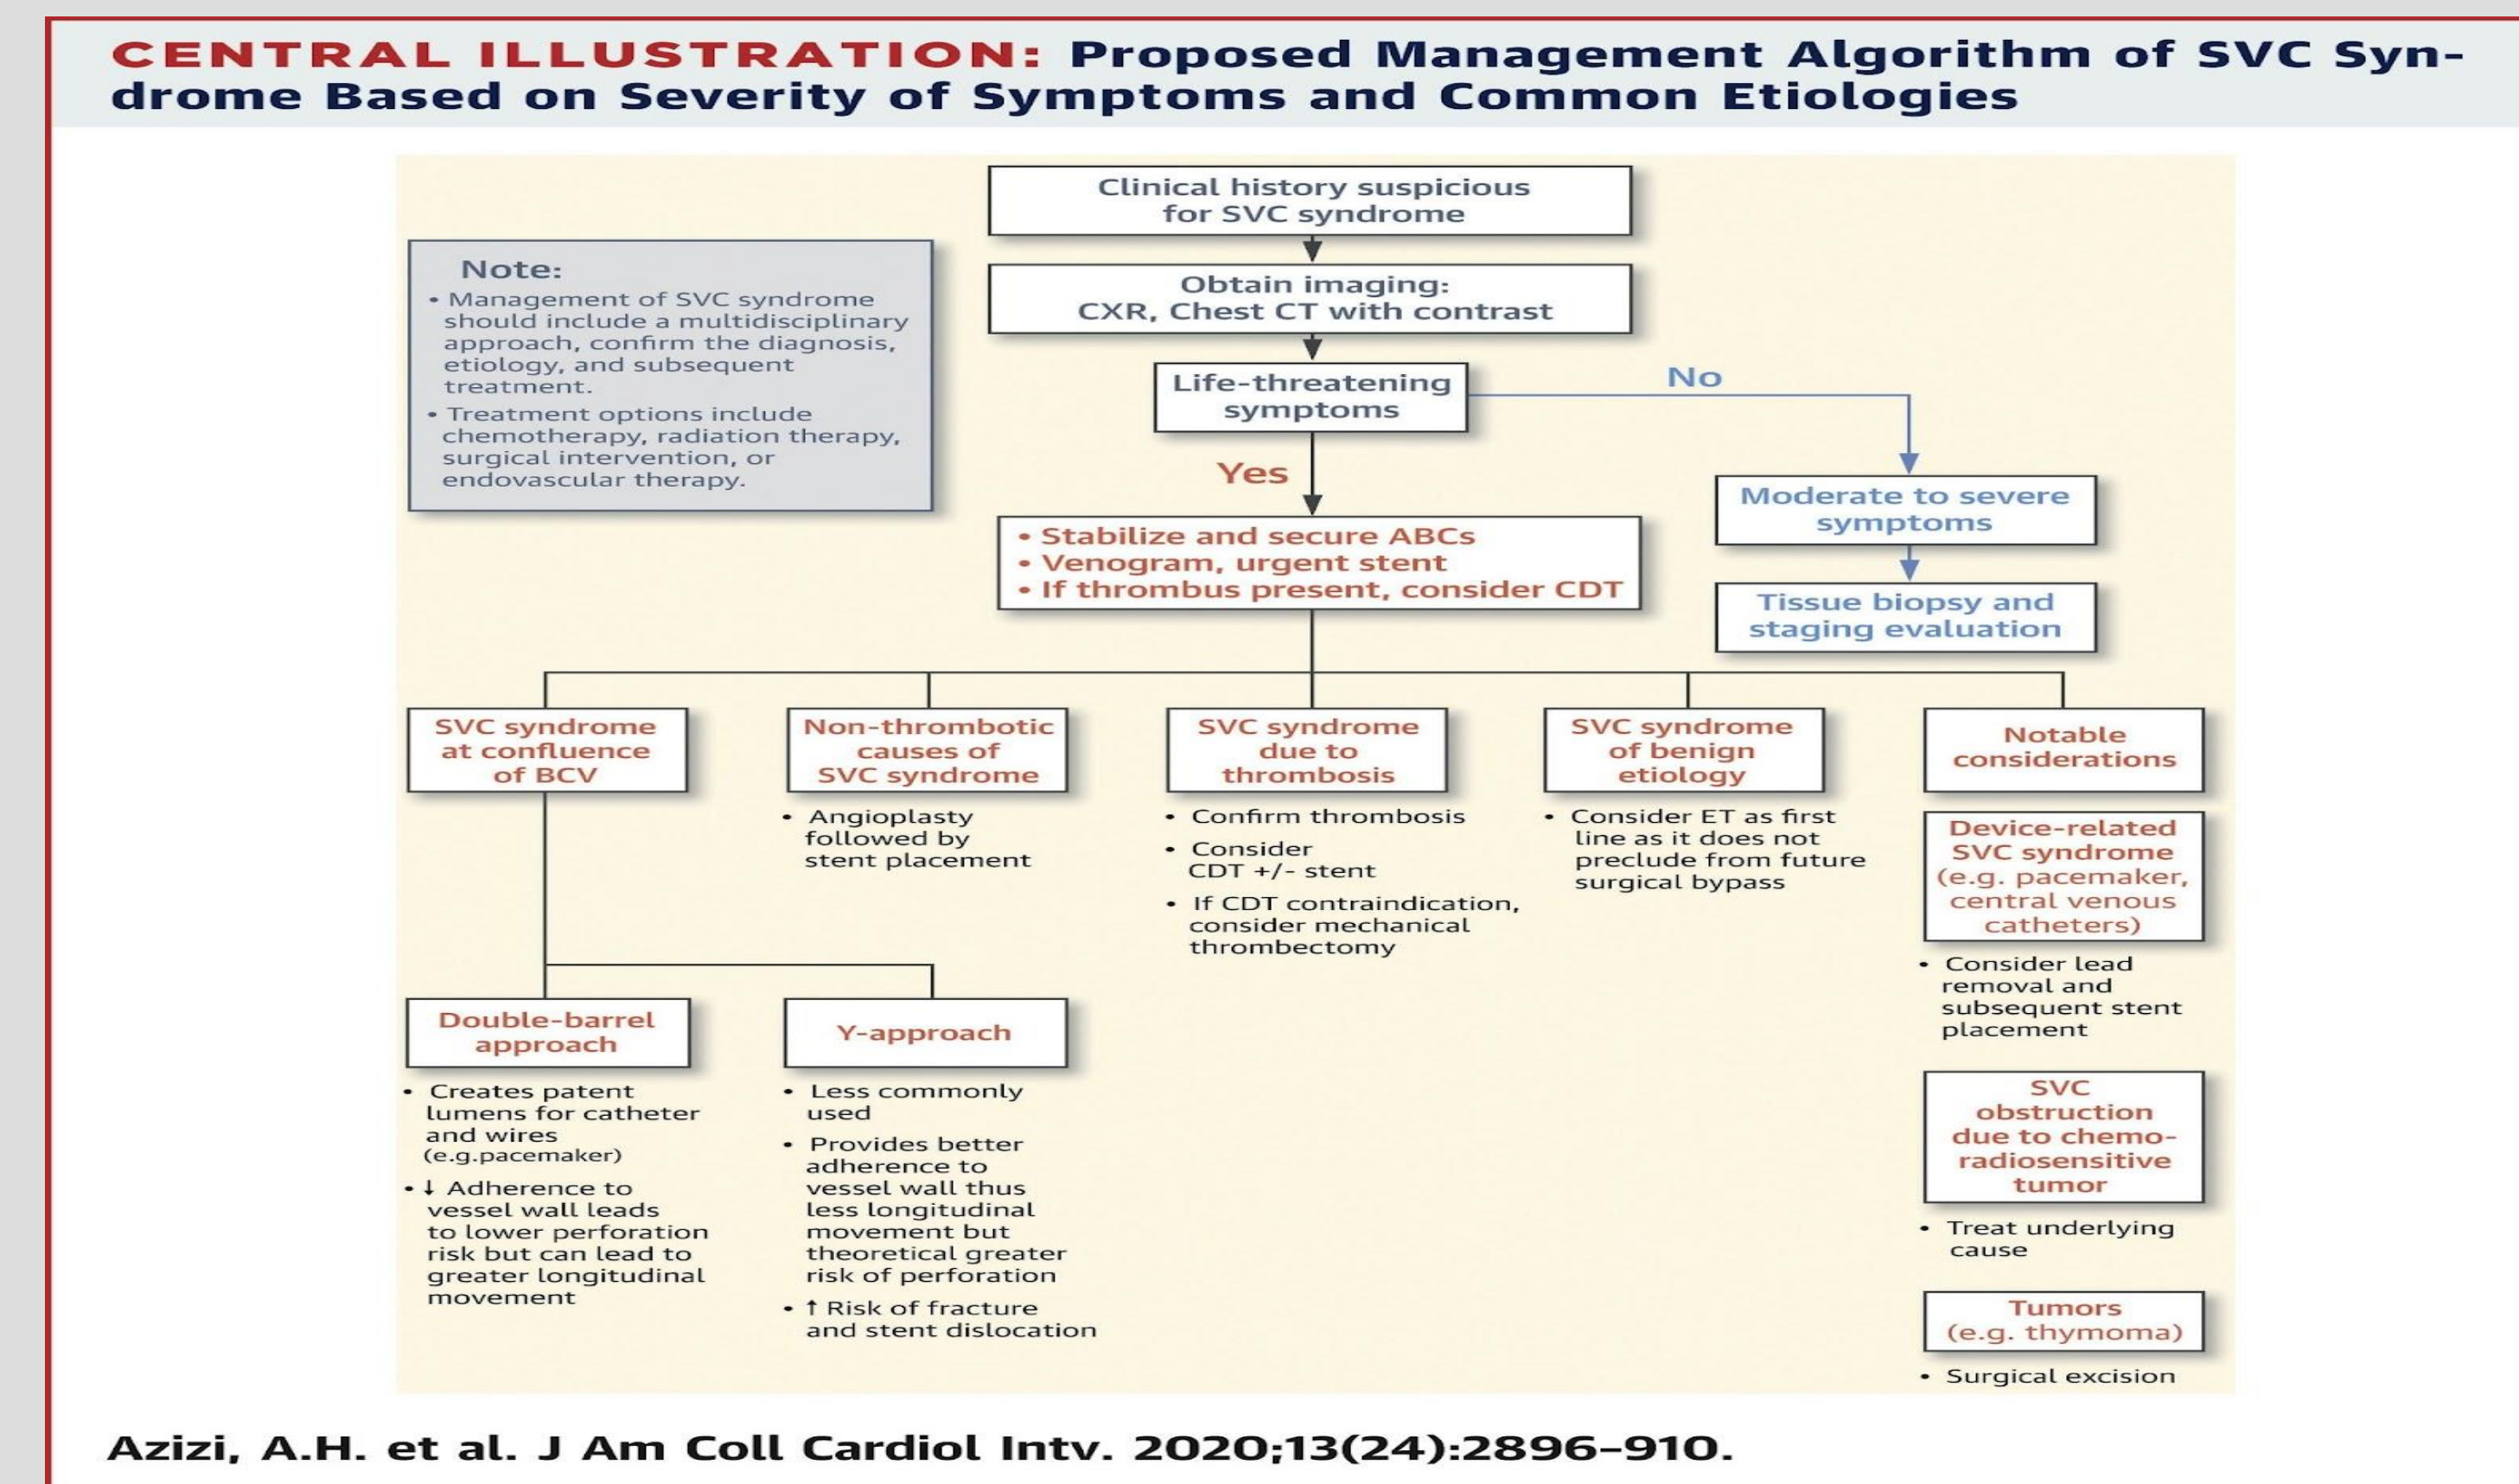 CENTRAL ILLUSTRATION: Proposed Management Algorithm of SVC Syn-
drome Based on Severity of Symptoms and Common Etiologies
Clinical history suspicious
for SVC syndrome
Obtain imaging:
CXR, Chest CT with contrast
Note:
• Management of SVC syndrome
should include a multidisciplinary
approach, confirm the diagnosis,
etiology, and subsequent
treatment.
• Treatment options include
chemotherapy, radiation therapy,
surgical intervention, or
endovascular therapy.
Life-threatening
symptoms
No
Yes
Moderate to severe
symptoms
Tissue biopsy and
staging evaluation
• Stabilize and secure ABCs
• Venogram, urgent stent
• If thrombus present, consider CDT
SVC syndrome
at confluence
of BCV
Non-thrombotic
causes of
SVC syndrome
• Angioplasty
followed by
stent placement
SVC syndrome
due to
thrombosis
• Confirm thrombosis
• Consider
CDT +/- stent
• If CDT contraindication,
consider mechanical
thrombectomy
SVC syndrome
of benign
etiology
• Consider ET as first
line as it does not
preclude from future
surgical bypass
Notable
considerations
Device-related
SVC syndrome
(e.g. pacemaker,
central venous
catheters)
• Consider lead
removal and
subsequent stent
placement
SVC
obstruction
due to chemo-
radiosensitive
tumor
• Treat underlying
cause
Tumors
(e.g. thymoma)
• Surgical excision
Double-barrel
approach
• Creates patent
lumens for catheter
and wires
(e.g.pacemaker)
• ↓ Adherence to
vessel wall leads
to lower perforation
risk but can lead to
greater longitudinal
movement
Y-approach
• Less commonly
used
• Provides better
adherence to
vessel wall thus
less longitudinal
movement but
theoretical greater
risk of perforation
• ↑ Risk of fracture
and stent dislocation
Azizi, A.H. et al. J Am Coll Cardiol Intv. 2020;13(24):2896–910.